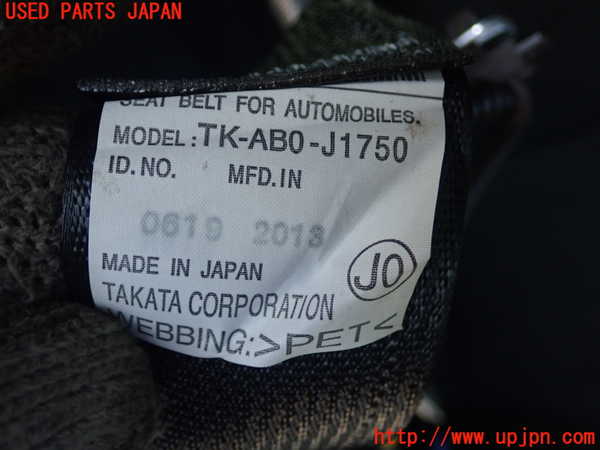 USED PARTS JAPAN
SEAT BELT FOR AUTOMOBILES.
MODEL: TK-AB0-J1750
ID.NO. MFD.IN
0619 2013
MADE IN JAPAN
JO
TAKATA CORPORATION
WEBBING:>PET<
http://www.upjpn.com/